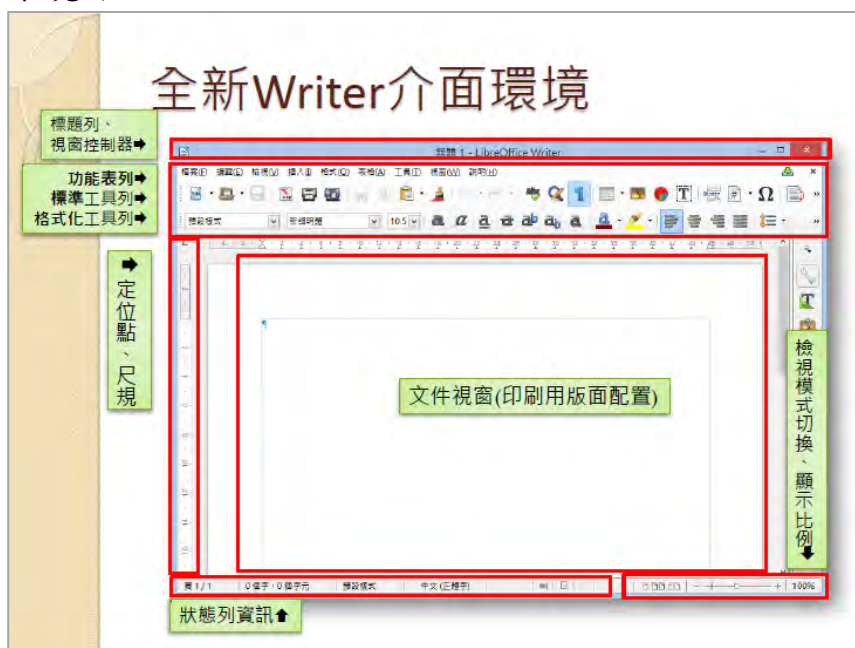 全新Writer介面環境
標題列、
視窗控制器➡
功能表列➡
標準工具列➡
格式化工具列➡
無題 1 - LibreOffice Writer
檔案(F) 編輯(E) 檢視(V) 插入(I) 格式(O) 表格(A) 工具(T) 視窗(W) 說明(H)
預設樣式 新細明體 10.5
➡定位點、尺規
文件視窗(印刷用版面配置)
檢視模式切換、顯示比例➡
頁 1 / 1 0 個字，0 個字元 預設樣式 中文 (正體字) 100%
狀態列資訊⬆